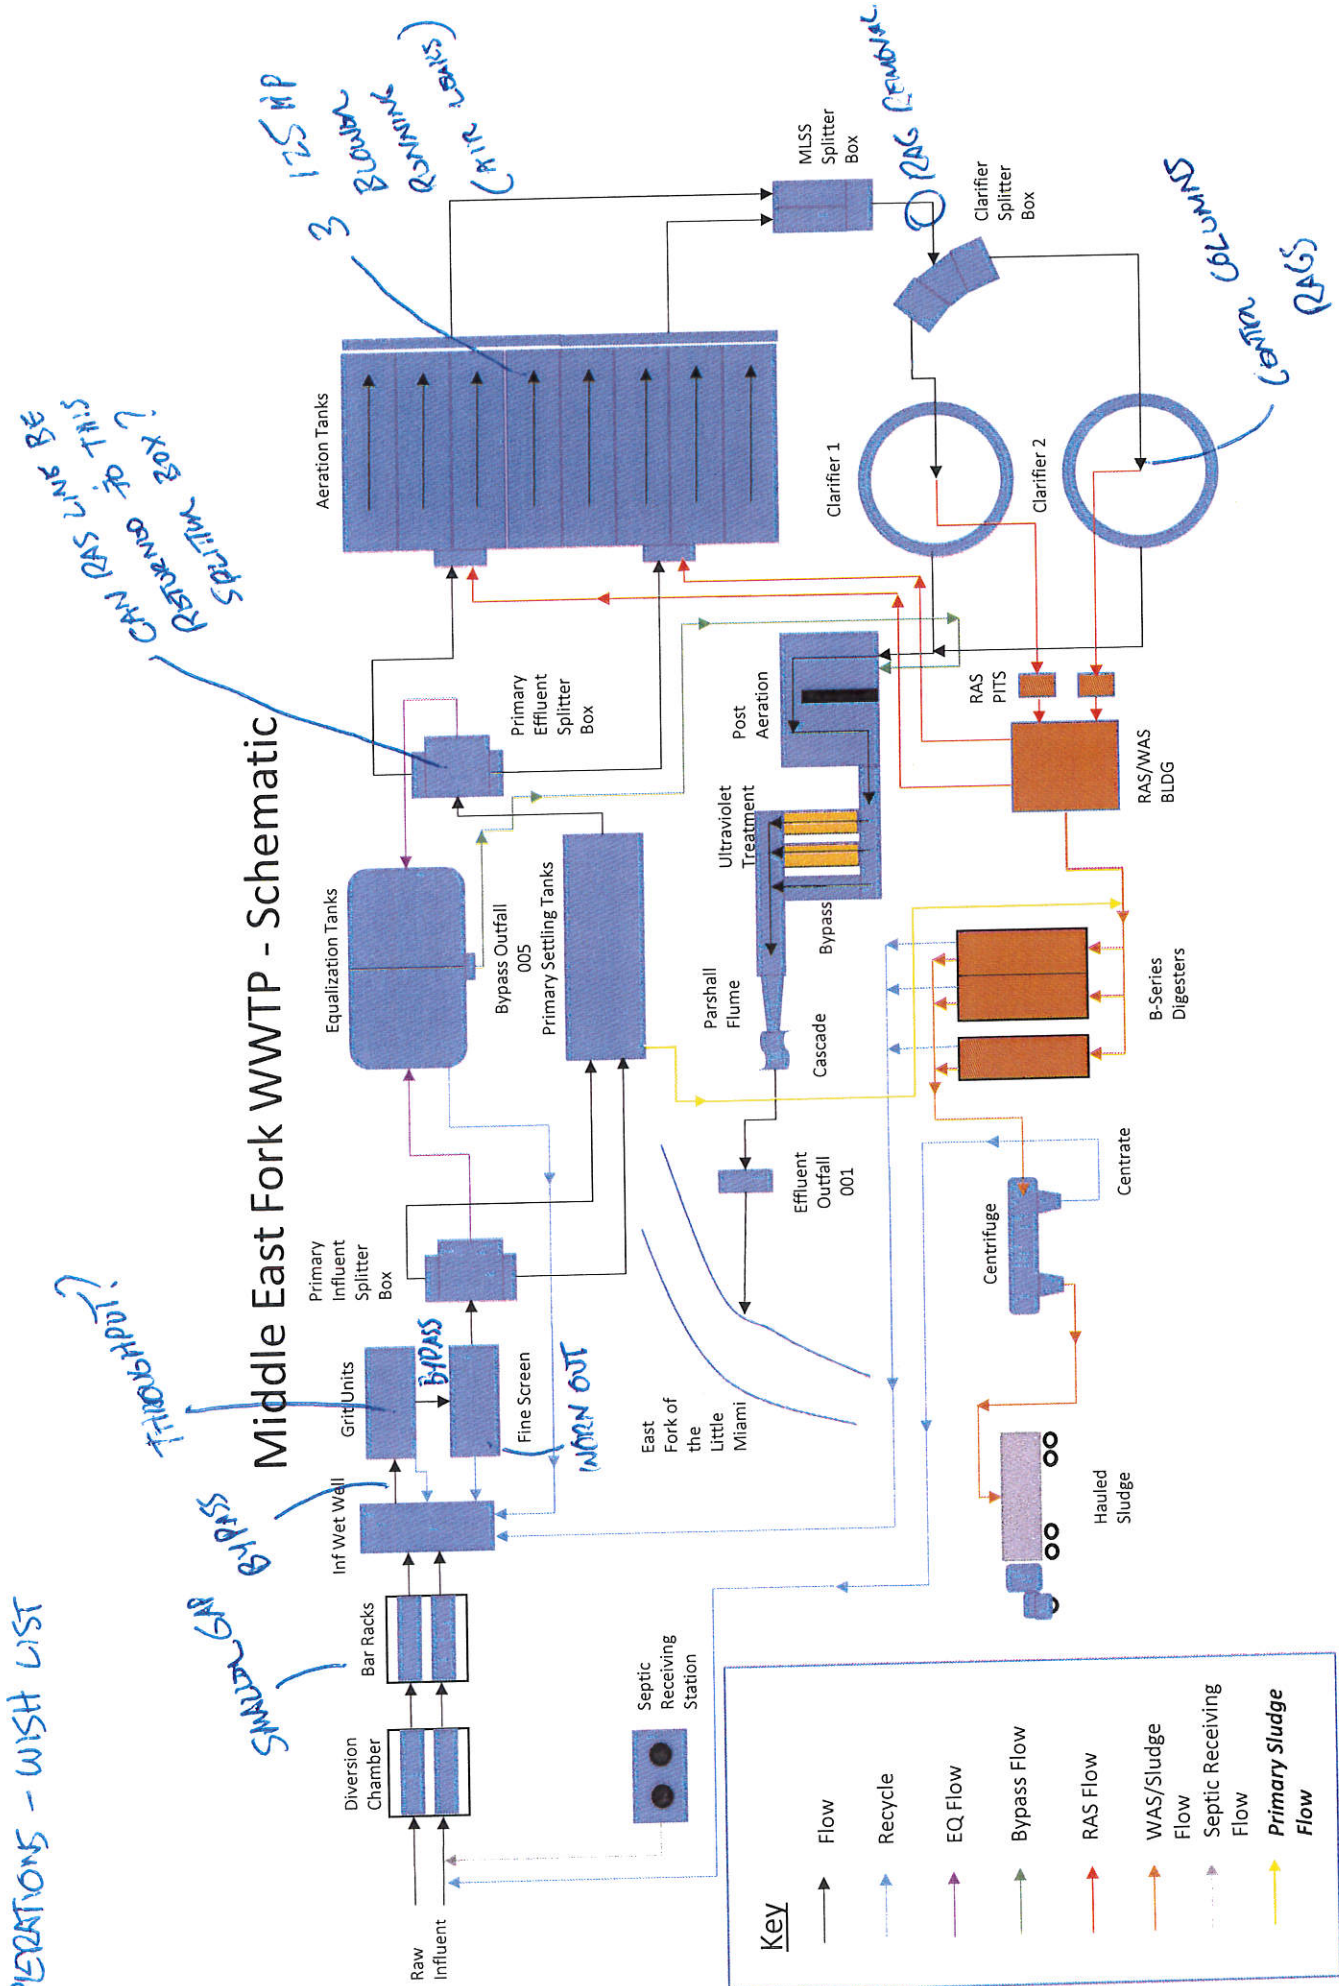 PERATIONS - WISH LIST
Middle East Fork WWTP - Schematic
SMALLER GAP
BYPASS
THROUGHPUT?
CAN RAS LINE BE
RETURNED TO THIS
SPLITTER BOX?
3
125 HP
BLOWER
RUNNING
(AIR LEAKS)
Raw
Influent
Diversion
Chamber
Bar Racks
Inf Wet Well
Grit Units
BYPASS
Fine Screen
WORN OUT
Primary
Influent
Splitter
Box
Equalization Tanks
Bypass Outfall
005
Primary Settling Tanks
Primary
Effluent
Splitter
Box
Aeration Tanks
MLSS
Splitter
Box
RAG REMOVAL
Clarifier
Splitter
Box
Clarifier 1
Clarifier 2
CENTER COLUMNS
RAGS
Septic
Receiving
Station
East
Fork of
the
Little
Miami
Effluent
Outfall
001
Cascade
Parshall
Flume
Bypass
Ultraviolet
Treatment
Post
Aeration
RAS
PITS
RAS/WAS
BLDG
B-Series
Digesters
Centrifuge
Centrate
Hauled
Sludge
Key
Flow
Recycle
EQ Flow
Bypass Flow
RAS Flow
WAS/Sludge
Flow
Septic Receiving
Flow
Primary Sludge
Flow